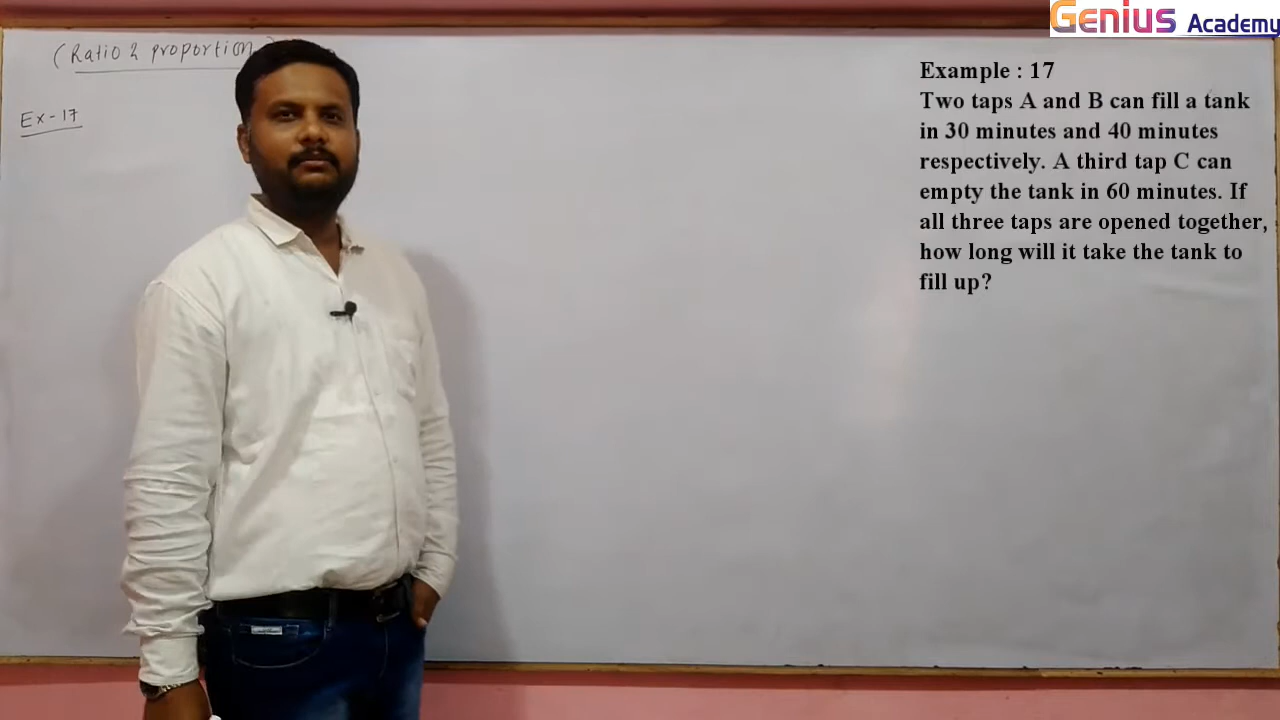 (Ratio & proportion
Ex-17
Genius Academy
Example : 17
Two taps A and B can fill a tank
in 30 minutes and 40 minutes
respectively. A third tap C can
empty the tank in 60 minutes. If
all three taps are opened together,
how long will it take the tank to
fill up?